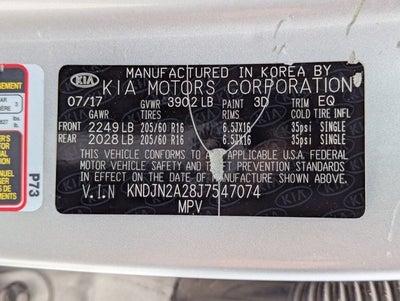 MANUFACTURED IN KOREA BY
KIA KIA MOTORS CORPORATION
07/17 GVWR 3902 LB PAINT 3D TRIM EQ
GAWR TIRES RIMS COLD TIRE INFL
FRONT 2249 LB 205/60 R16 6.5JX16 35psi SINGLE
REAR 2028 LB 205/60 R16 6.5JX16 35psi SINGLE
THIS VEHICLE CONFORMS TO ALL
APPLICABLE U.S.A. FEDERAL MOTOR
VEHICLE SAFETY AND THEFT PREVENTION STANDARDS
IN EFFECT ON THE DATE OF
MANUFACTURE SHOWN ABOVE.
V.I.N KNDJN2A28J7547074
MPV
P73
3